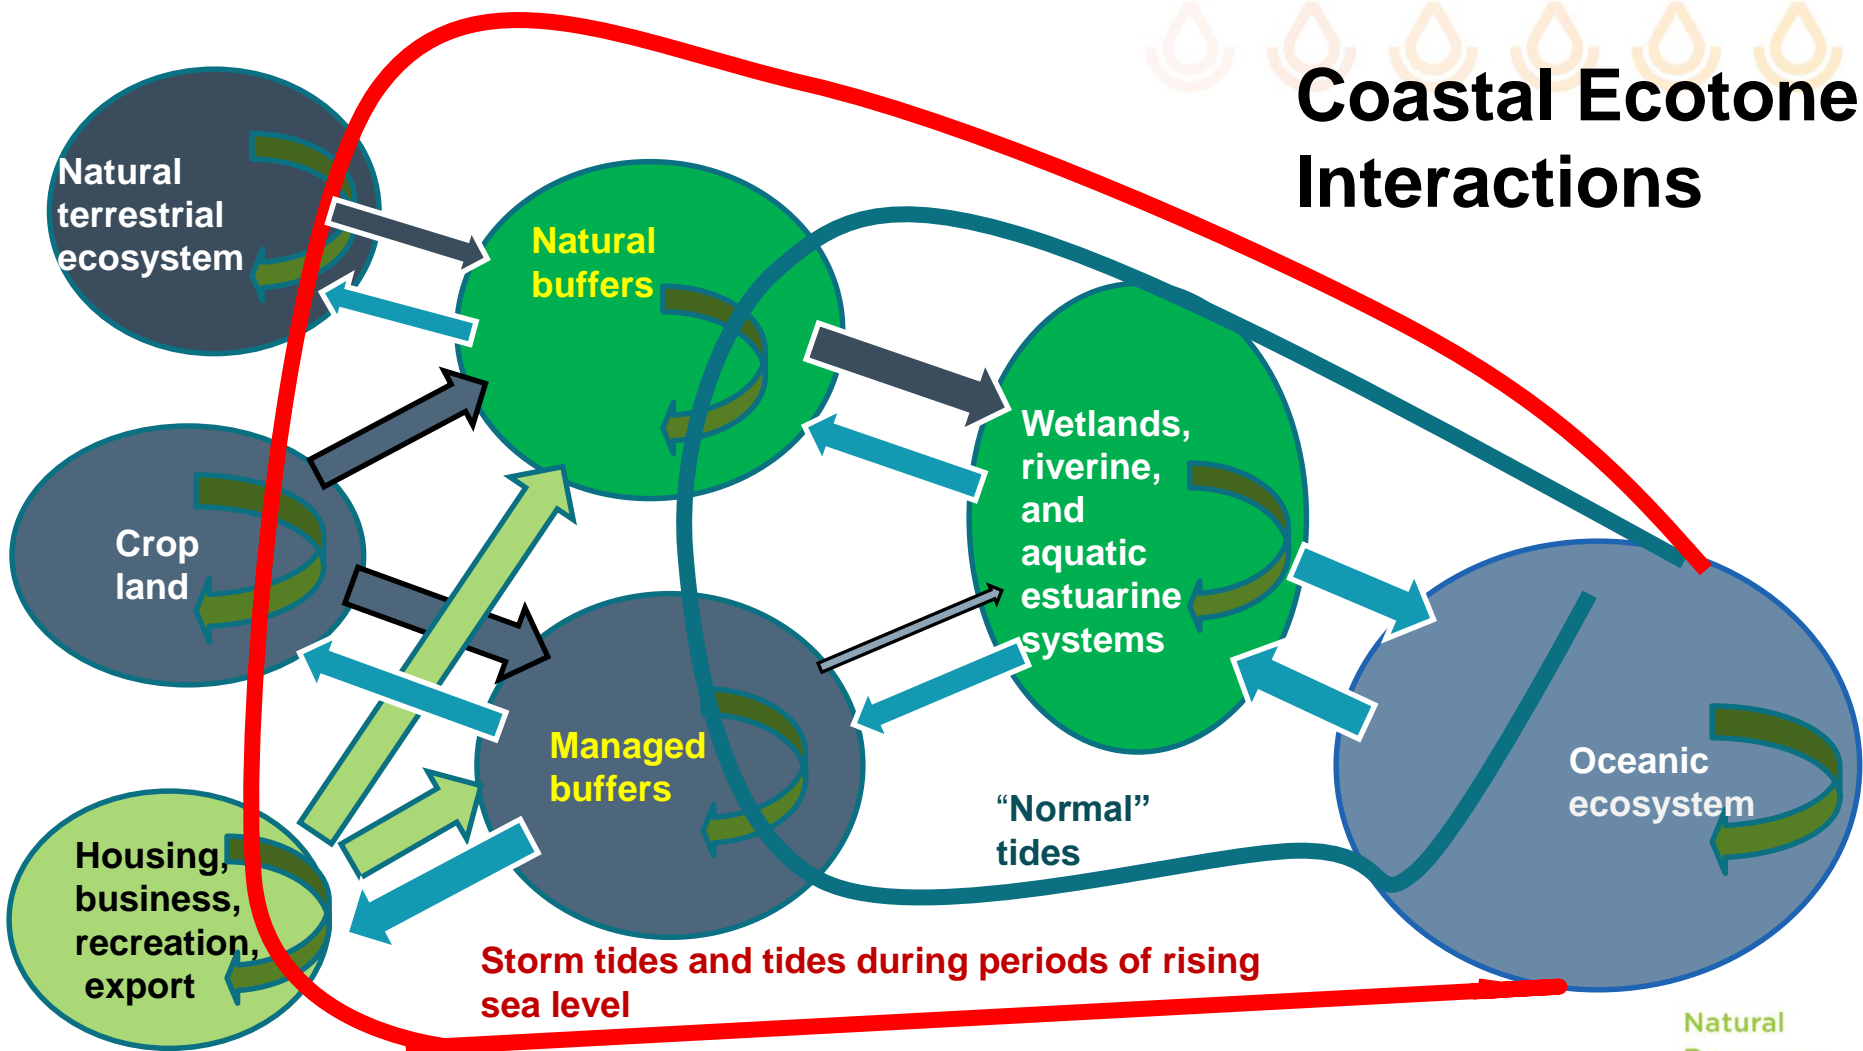 Coastal Ecotone
Interactions
Natural
terrestrial
ecosystem
Natural
buffers
Wetlands,
riverine,
and
aquatic
estuarine
systems
Crop
land
Managed
buffers
Oceanic
ecosystem
“Normal”
tides
Housing,
business,
recreation,
export
Storm tides and tides during periods of rising
sea level
Natural